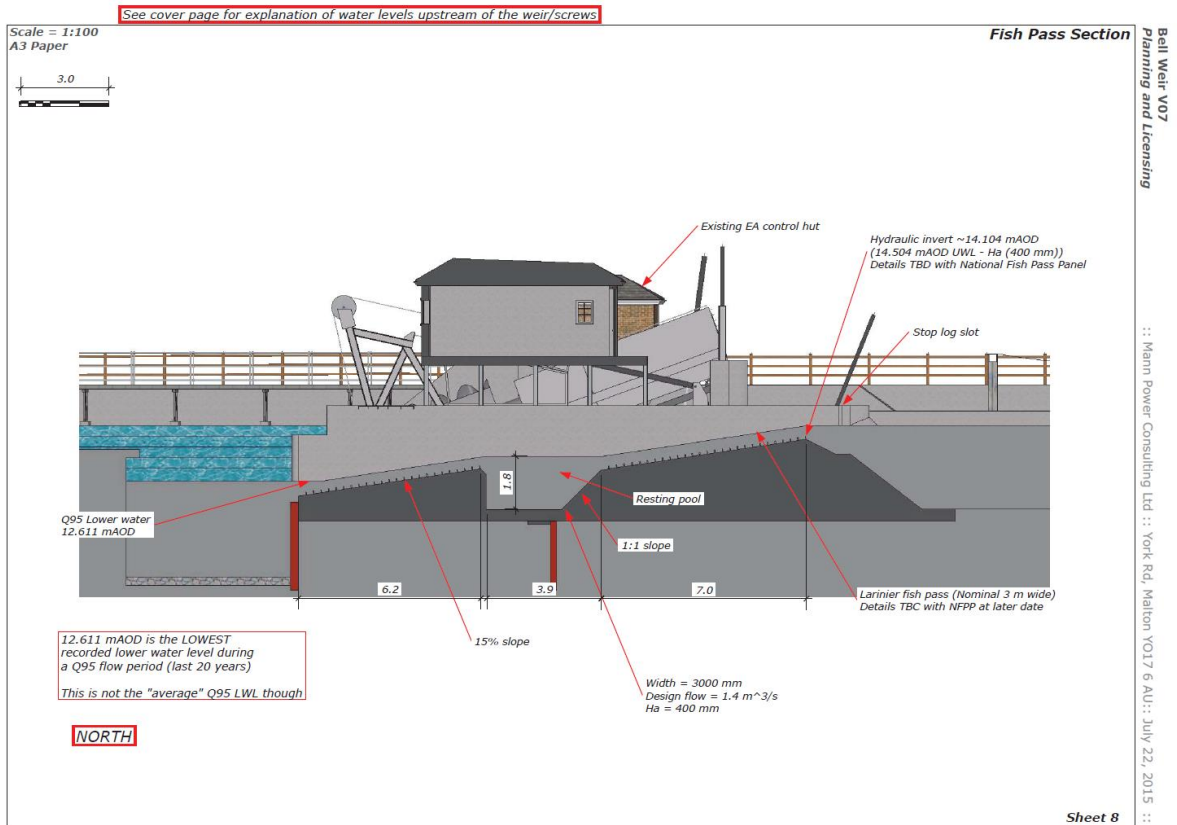 See cover page for explanation of water levels upstream of the weir/screws
Scale = 1:100
A3 Paper
Fish Pass Section
3.0
Existing EA control hut
Hydraulic invert ~14.104 mAOD
(14.504 mAOD UWL - Ha (400 mm))
Details TBD with National Fish Pass Panel
Stop log slot
1.8
Resting pool
Q95 Lower water
12.611 mAOD
1:1 slope
6.2
3.9
7.0
Larinier fish pass (Nominal 3 m wide)
Details TBC with NFPP at later date
15% slope
12.611 mAOD is the LOWEST
recorded lower water level during
a Q95 flow period (last 20 years)
This is not the "average" Q95 LWL though
Width = 3000 mm
Design flow = 1.4 m^3/s
Ha = 400 mm
NORTH
Sheet 8
Bell Weir V07
Planning and Licensing
:: Mann Power Consulting Ltd :: York Rd, Malton YO17 6 AU:: July 22, 2015 ::